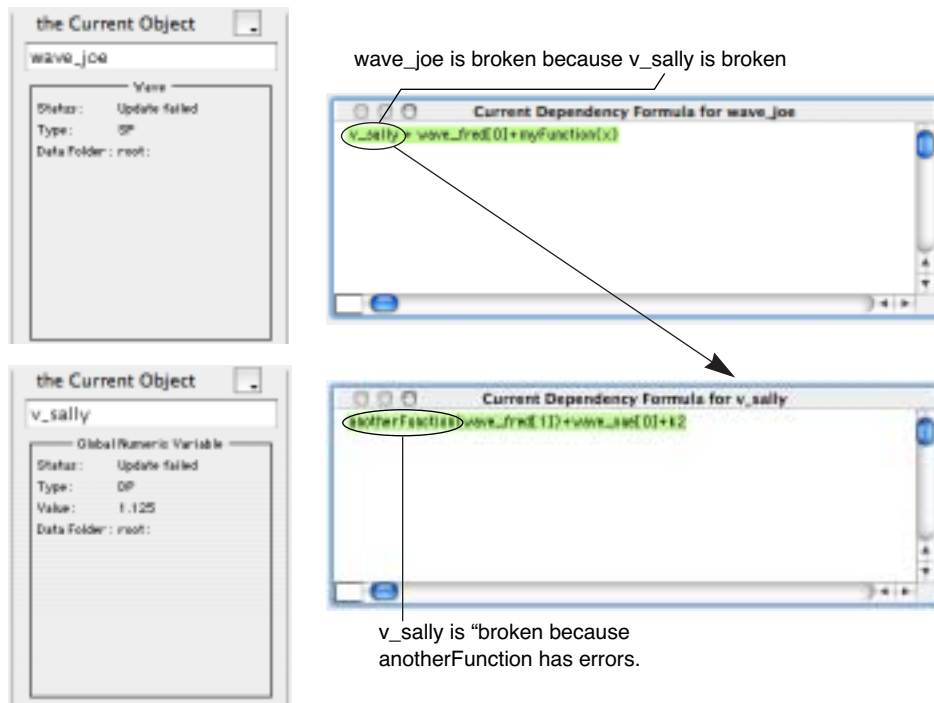 the Current Object
wave_joe
Wave
Status: Update failed
Type: SP
Data Folder: root:
wave_joe is broken because v_sally is broken
Current Dependency Formula for wave_joe
v_sally + wave_fred[0]+myFunction(x)
the Current Object
v_sally
Global Numeric Variable
Status: Update failed
Type: DP
Value: 1.125
Data Folder: root:
Current Dependency Formula for v_sally
anotherFunction(wave_fred[1])+wave_sue[0]+K2
v_sally is “broken because
anotherFunction has errors.